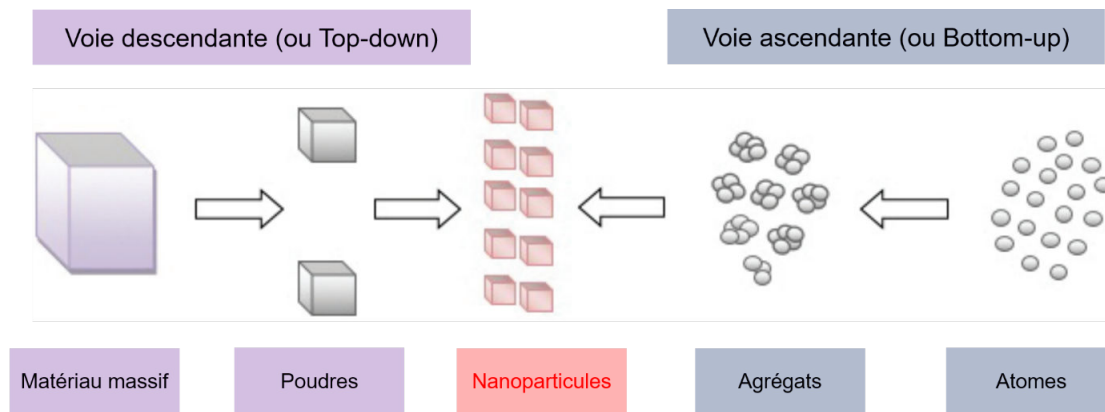 Voie descendante (ou Top-down)
Voie ascendante (ou Bottom-up)
Matériau massif
Poudres
Nanoparticules
Agrégats
Atomes